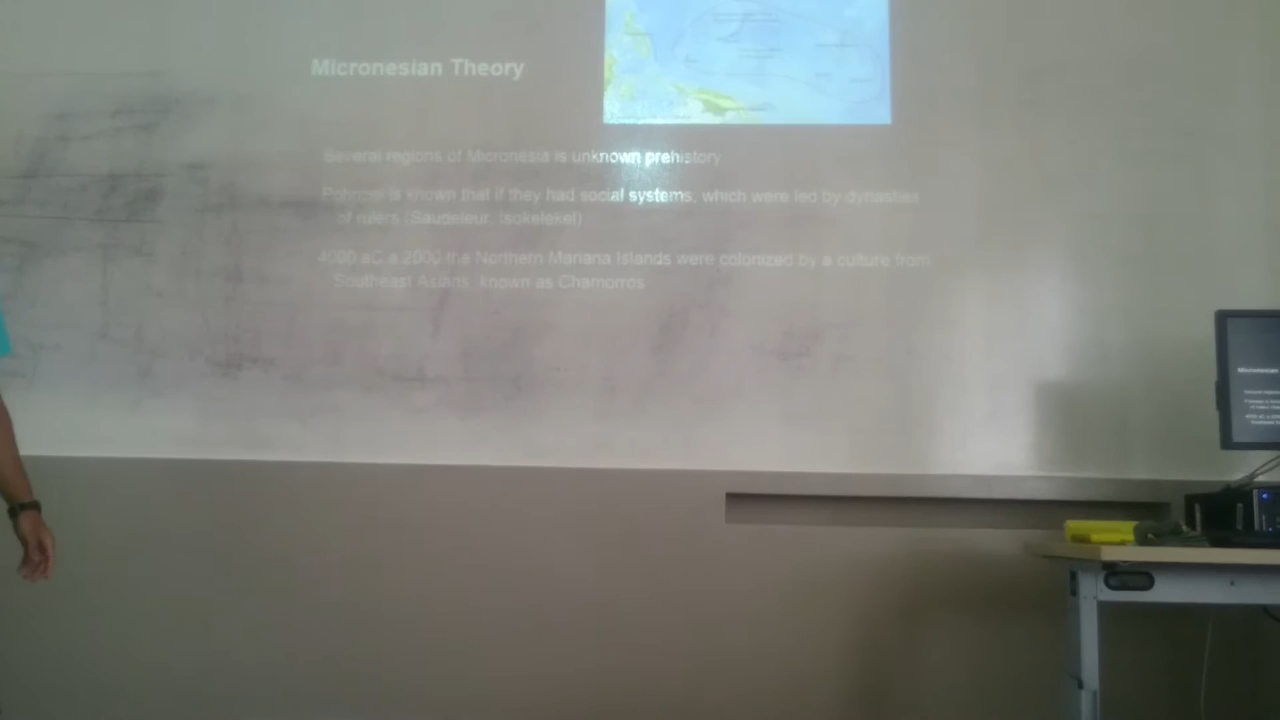 Micronesian Theory
Several regions of Micronesia is unknown prehistory
Pohnpei is known that if they had social systems, which were led by dynasties
of rulers (Saudeleur, Isokelekel)
4000 aC a 2000 the Northern Mariana Islands were colonized by a culture from
Southeast Asians, known as Chamorros